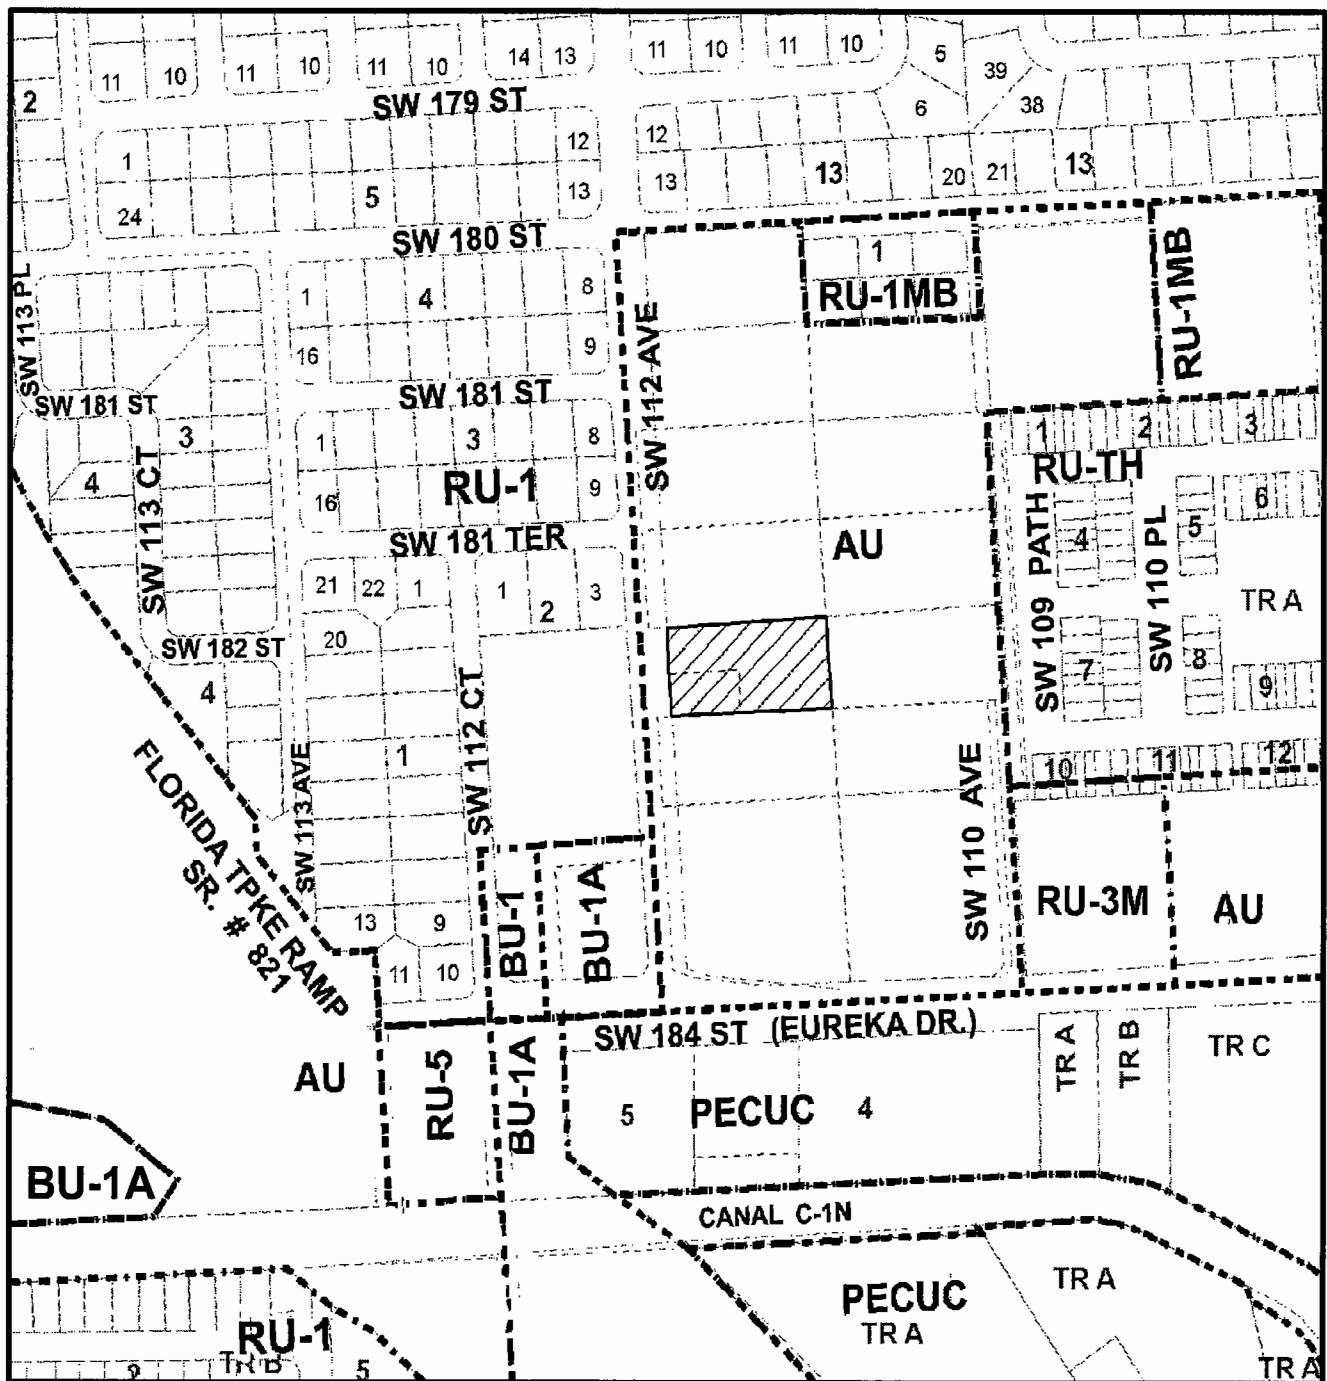 11 10 11 10 11 10 14 13 11 10 11 10 5
39
2
SW 179 ST
6 38
1
12 12
24
5
13 13 13 20 21 13
SW 180 ST
SW 113 PL
1 4 8
1
RU-1MB
RU-1MB
16 9
SW 112 AVE
SW 181 ST
SW 181 ST
3
4
SW 113 CT
1 3 8
1 2 3
RU-TH
RU-1
16 9
6
SW 181 TER
AU
SW 109 PATH
4
SW 110 PL
5
TR A
21 22 1 1 2 3
20
SW 182 ST
4
SW 112 CT
7 8 9
1
SW 113 AVE
10 11 12
FLORIDA TPKE RAMP
SR. # 821
SW 110 AVE
BU-1
BU-1A
RU-3M
AU
13 9
11 10
SW 184 ST (EUREKA DR.)
AU
RU-5
BU-1A
5
PECUC
4
TR A
TR B
TR C
BU-1A
CANAL C-1N
PECUC
TR A
TR A
RU-1
TR B
5
TR A